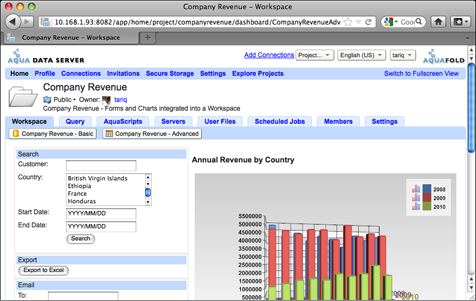 Company Revenue - Workspace
10.168.1.93:8082/app/home/project/companyrevenue/dashboard/CompanyRevenueAdv
Company Revenue - Workspace
AQUA DATA SERVER
Add Connections Project... English (US) tariq
AQUAFOLD
Home Profile Connections Invitations Secure Storage Settings Explore Projects Switch to Fullscreen View
Company Revenue
Public • Owner: tariq
Company Revenue - Forms and Charts integrated into a Workspace
Workspace Query AquaScripts Servers User Files Scheduled Jobs Members Settings
Company Revenue - Basic Company Revenue - Advanced
Search
Customer:
Country:
British Virgin Islands
Ethiopia
France
Honduras
Start Date: YYYY/MM/DD
End Date: YYYY/MM/DD
Search
Export
Export to Excel
Email
To:
Annual Revenue by Country
2008
2009
2010
5500000
5000000
4500000
4000000
3500000
3000000
2500000
2000000
1500000
1000000
500000
0